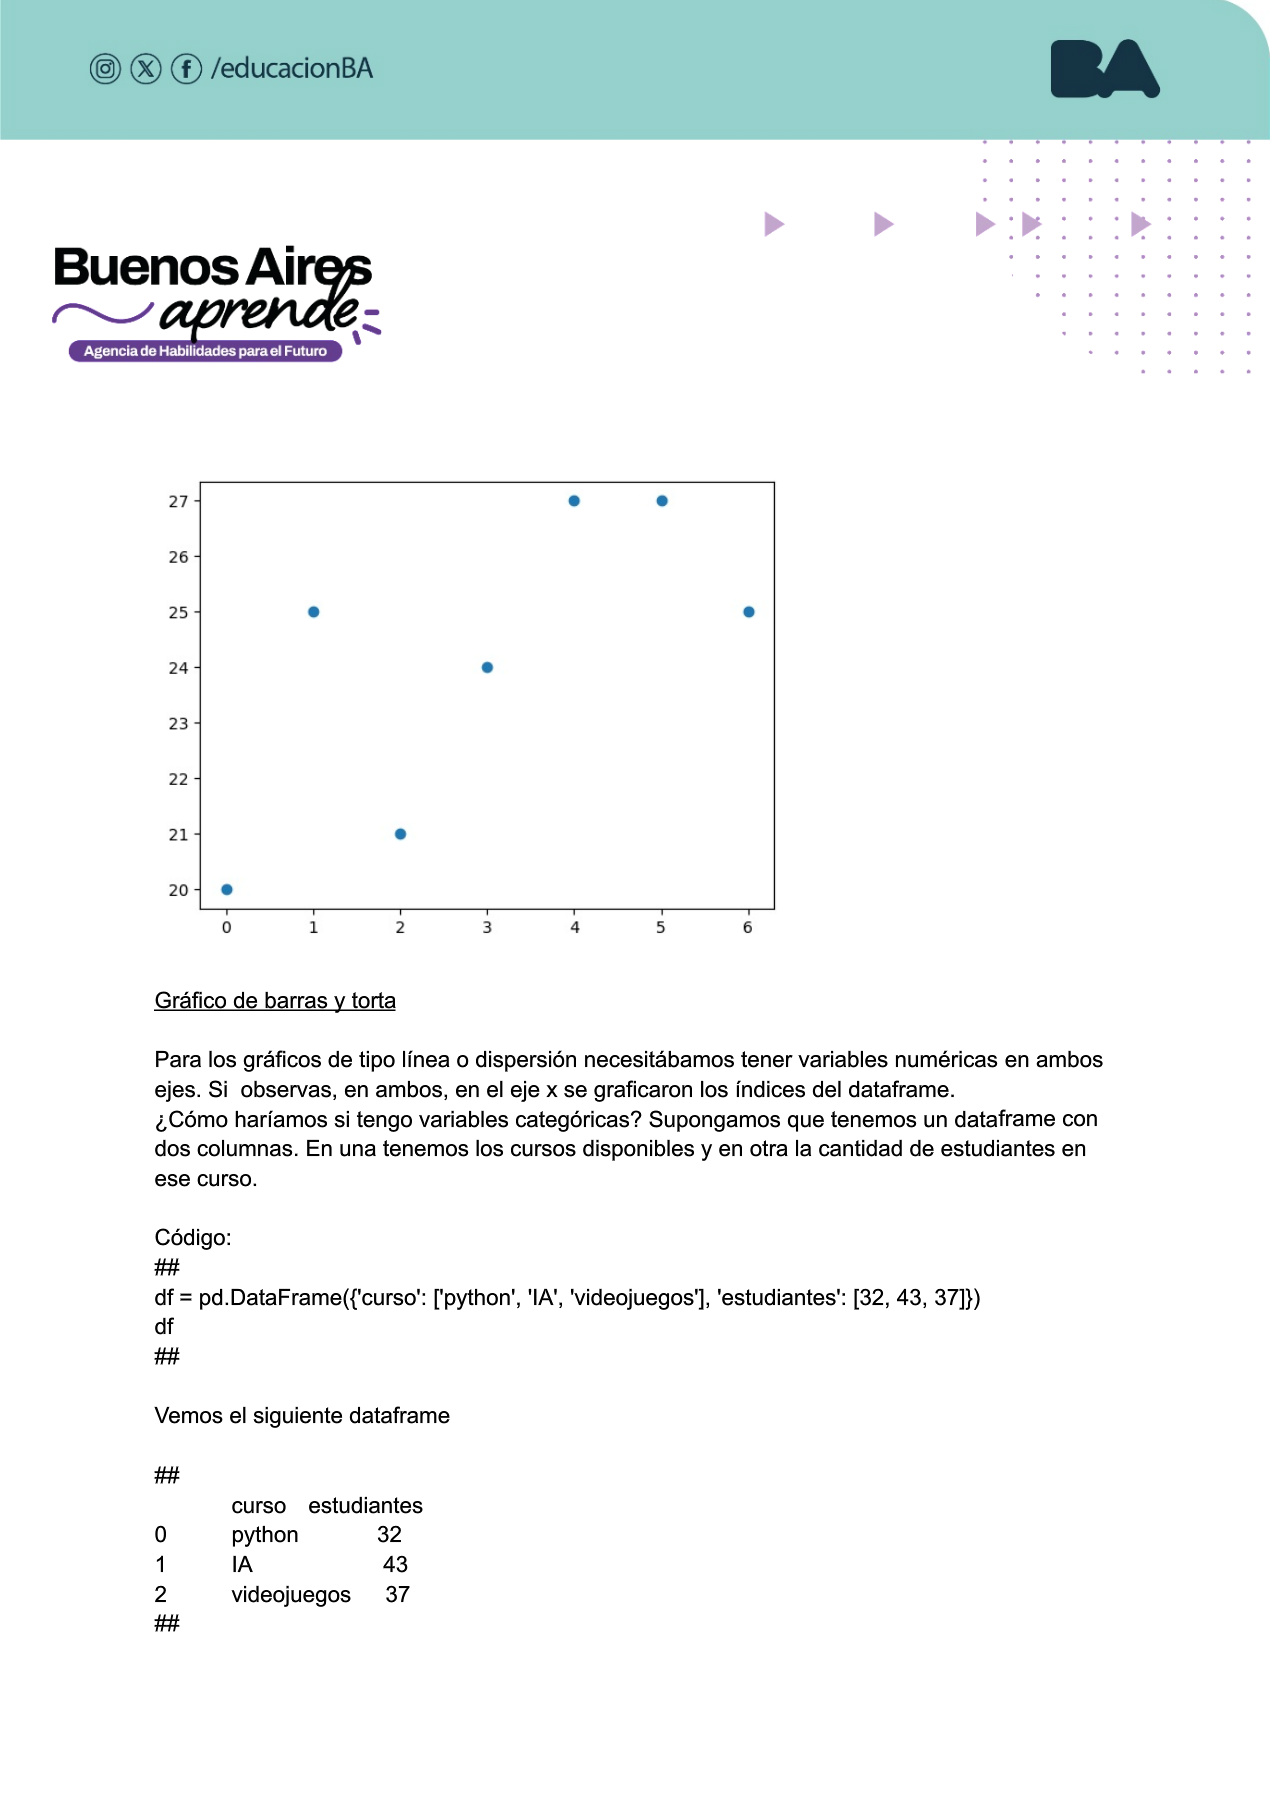 /educacionBA
BA
Buenos Aires
aprende
Agencia de Habilidades para el Futuro
27
26
25
24
23
22
21
20
0 1 2 3 4 5 6
Gráfico de barras y torta
Para los gráficos de tipo línea o dispersión necesitábamos tener variables numéricas en ambos
ejes. Si  observas, en ambos, en el eje x se graficaron los índices del dataframe.
¿Cómo haríamos si tengo variables categóricas? Supongamos que tenemos un dataframe con
dos columnas. En una tenemos los cursos disponibles y en otra la cantidad de estudiantes en
ese curso.
Código:
##
df = pd.DataFrame({'curso': ['python', 'IA', 'videojuegos'], 'estudiantes': [32, 43, 37]})
df
##
Vemos el siguiente dataframe
##
curso estudiantes
0 python 32
1 IA 43
2 videojuegos 37
##